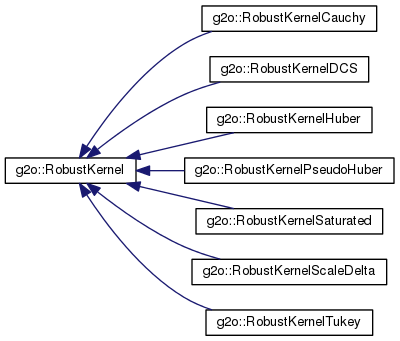 g2o::RobustKernelCauchy
g2o::RobustKernelDCS
g2o::RobustKernelHuber
g2o::RobustKernel
g2o::RobustKernelPseudoHuber
g2o::RobustKernelSaturated
g2o::RobustKernelScaleDelta
g2o::RobustKernelTukey